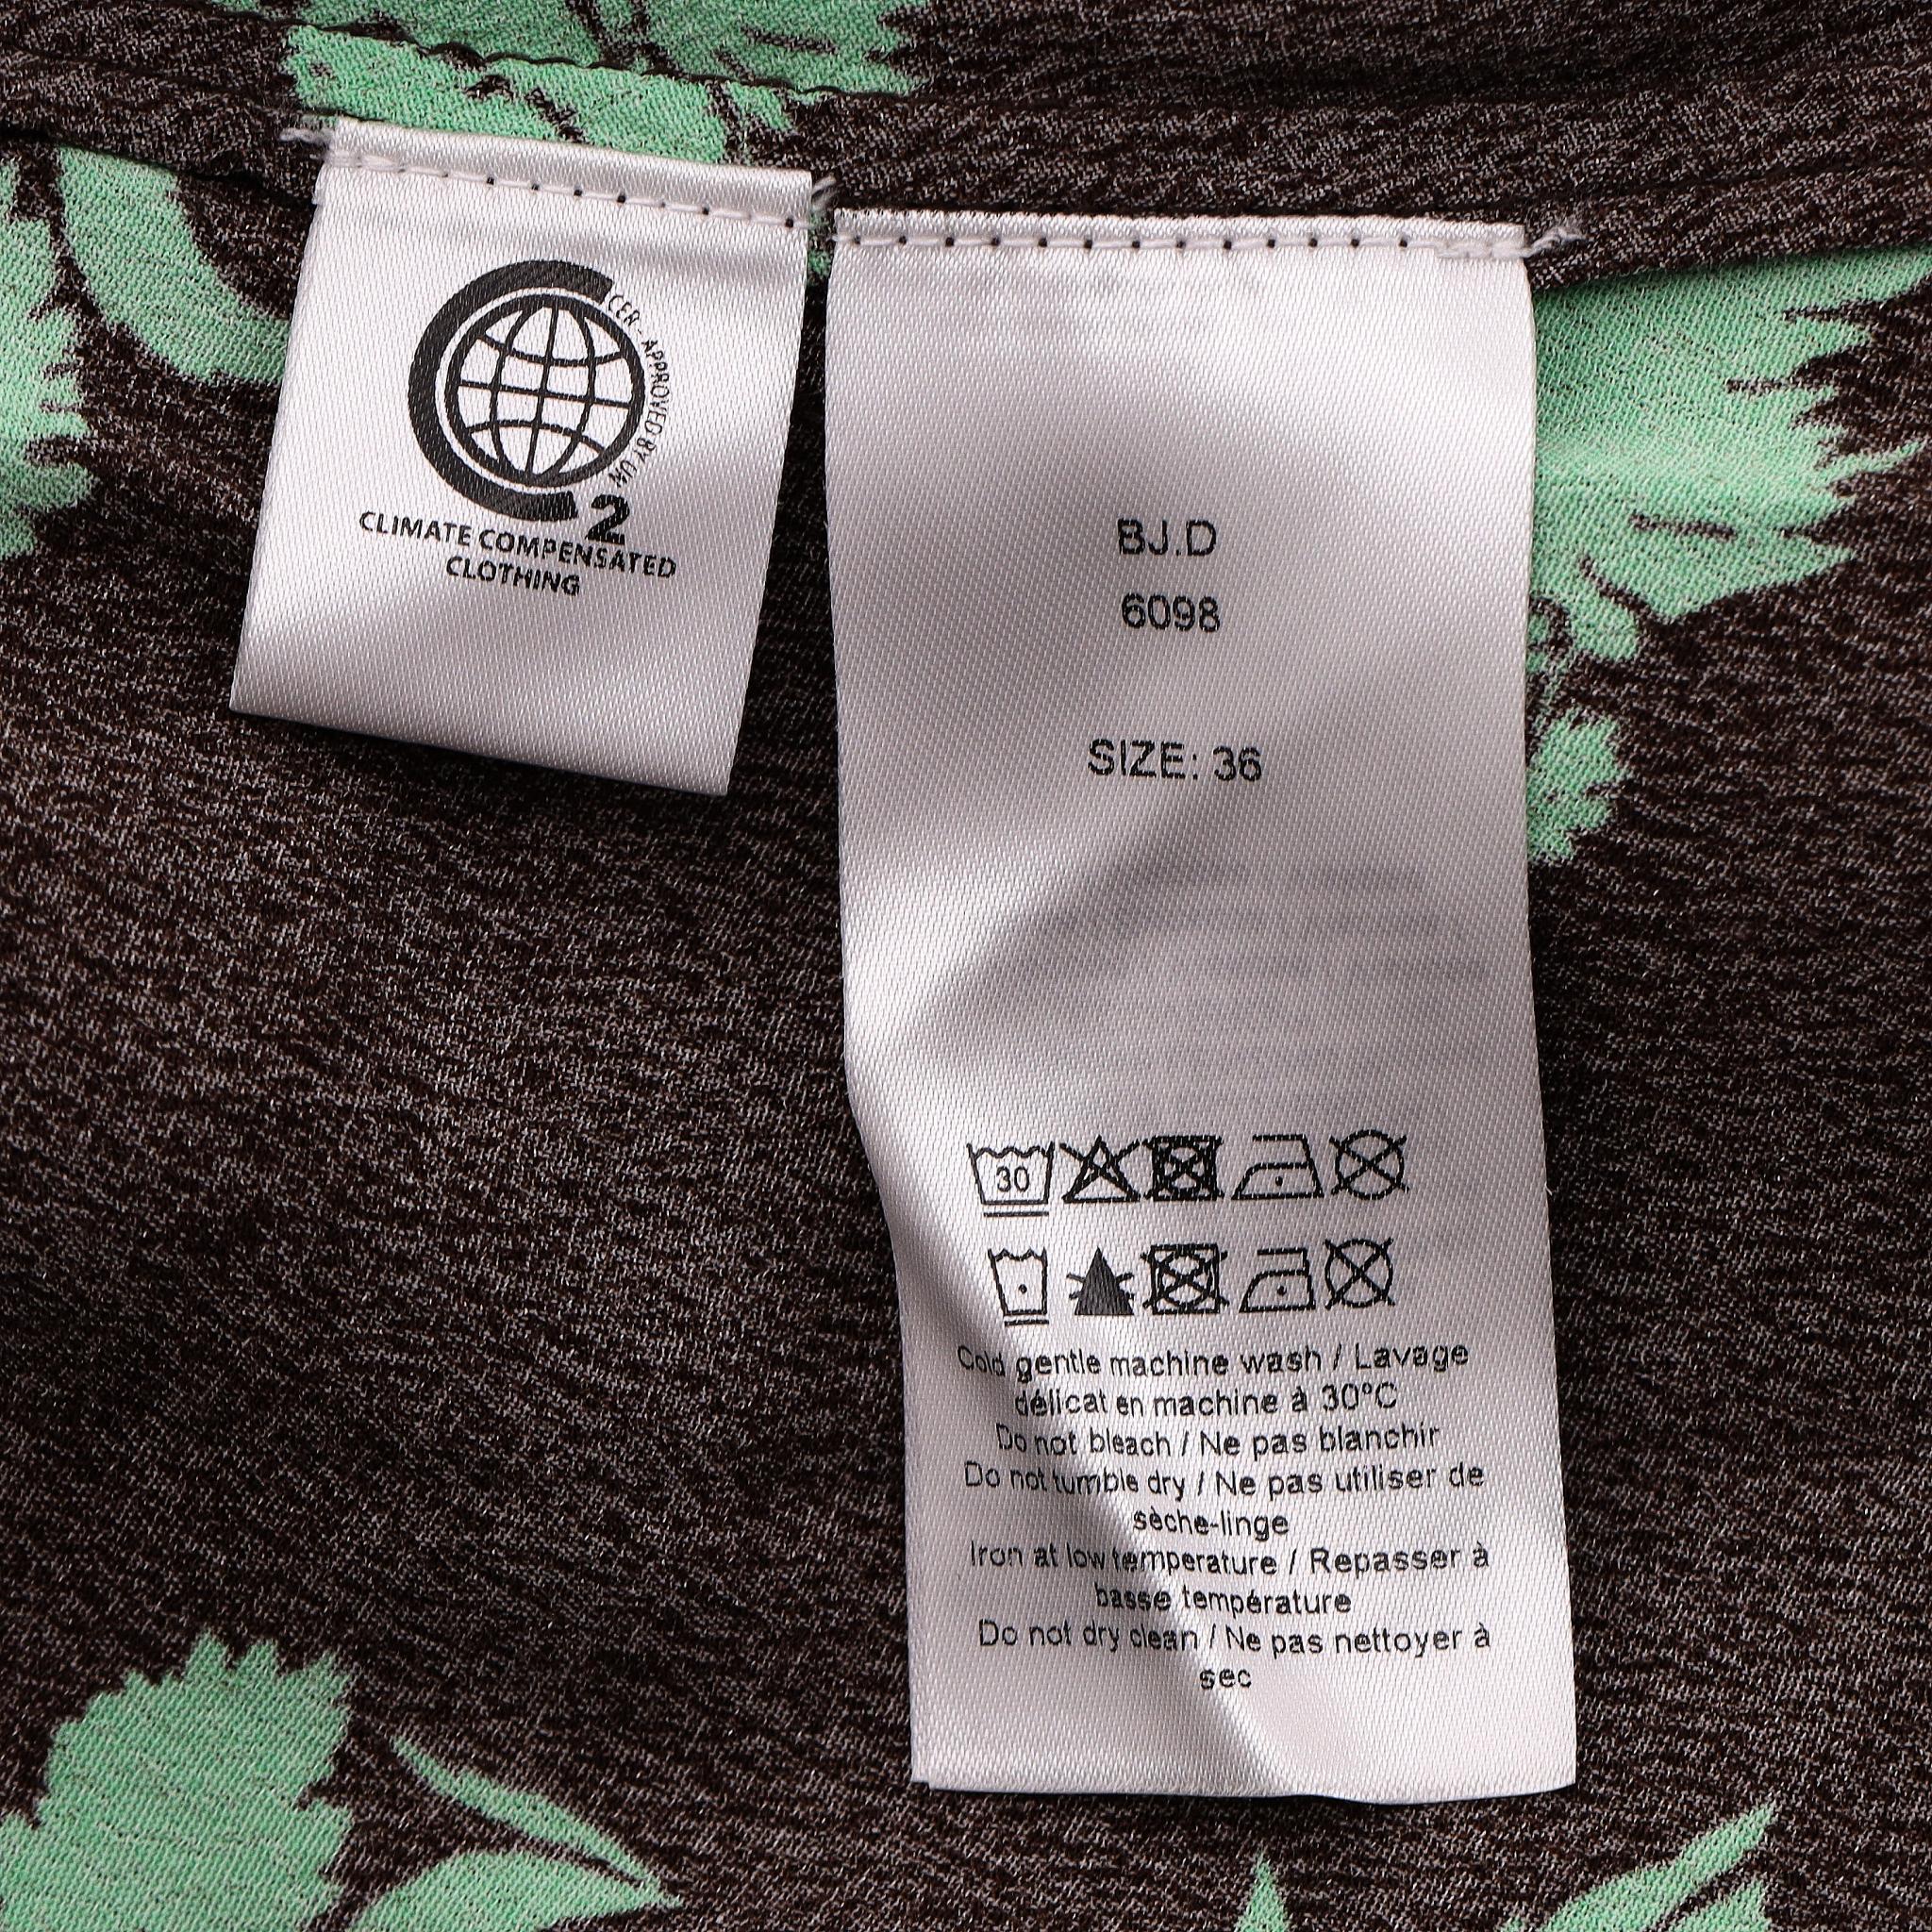 CER - APPROVED BY UN
2
CLIMATE COMPENSATED
CLOTHING
BJ.D
6098
SIZE: 36
30
Cold gentle machine wash / Lavage
délicat en machine à 30°C
Do not bleach / Ne pas blanchir
Do not tumble dry / Ne pas utiliser de
sèche-linge
Iron at low temperature / Repasser à
basse température
Do not dry clean / Ne pas nettoyer à
sec